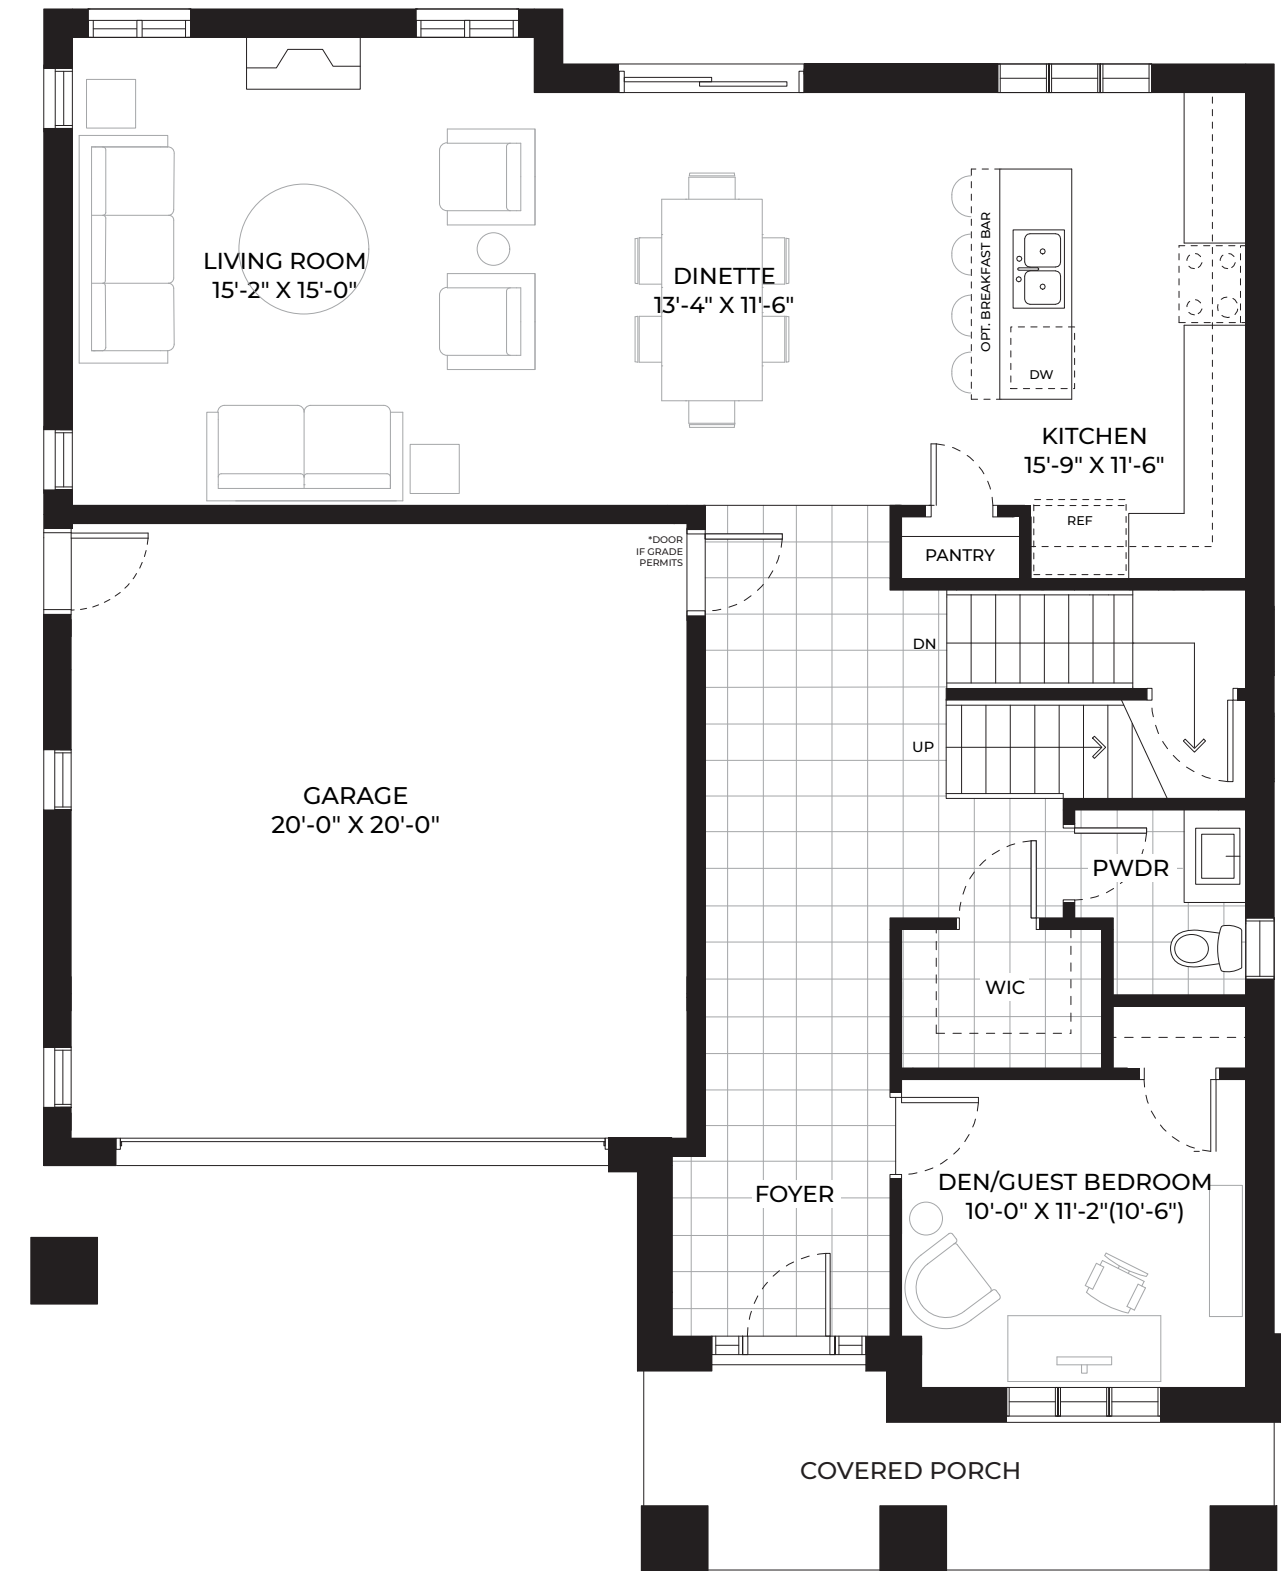 LIVING ROOM
15'-2" X 15'-0"
DINETTE
13'-4" X 11'-6"
OPT. BREAKFAST BAR
DW
KITCHEN
15'-9" X 11'-6"
REF
PANTRY
*DOOR
IF GRADE
PERMITS
DN
UP
GARAGE
20'-0" X 20'-0"
PWDR
WIC
FOYER
DEN/GUEST BEDROOM
10'-0" X 11'-2"(10'-6")
COVERED PORCH